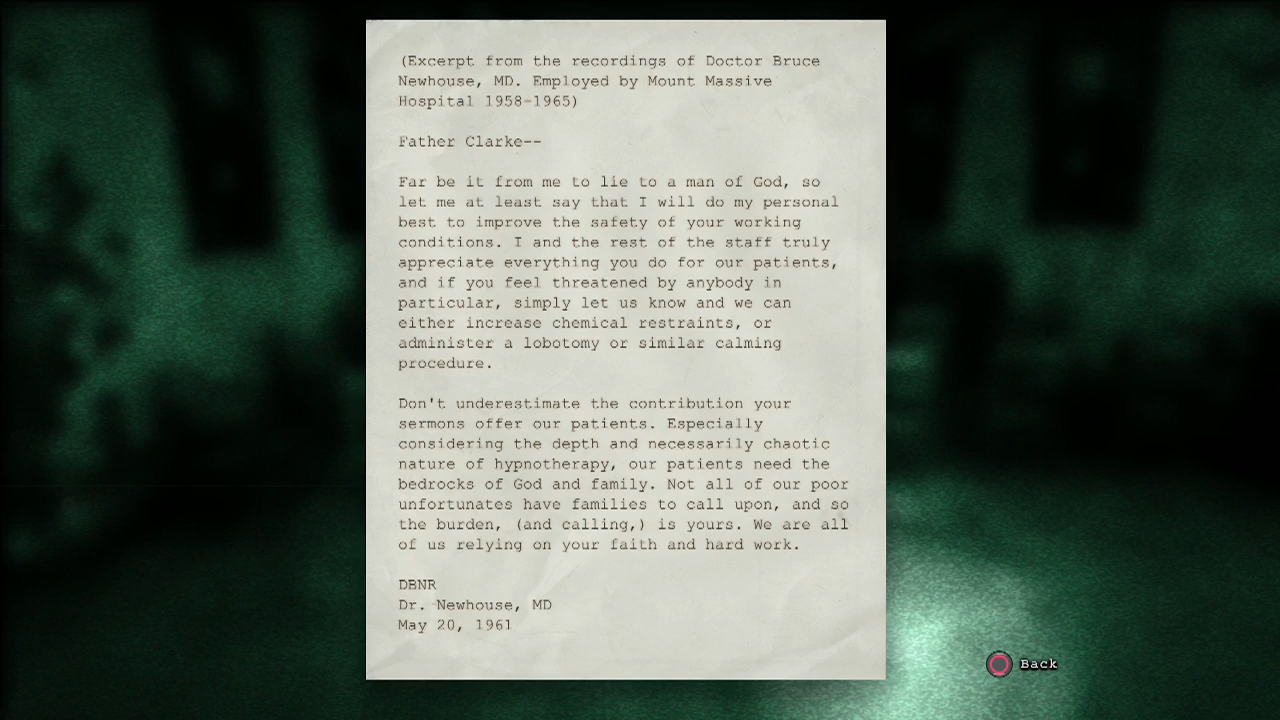 (Excerpt from the recordings of Doctor Bruce
Newhouse, MD. Employed by Mount Massive
Hospital 1958-1965)
Father Clarke--
Far be it from me to lie to a man of God, so
let me at least say that I will do my personal
best to improve the safety of your working
conditions. I and the rest of the staff truly
appreciate everything you do for our patients,
and if you feel threatened by anybody in
particular, simply let us know and we can
either increase chemical restraints, or
administer a lobotomy or similar calming
procedure.
Don't underestimate the contribution your
sermons offer our patients. Especially
considering the depth and necessarily chaotic
nature of hypnotherapy, our patients need the
bedrocks of God and family. Not all of our poor
unfortunates have families to call upon, and so
the burden, (and calling,) is yours. We are all
of us relying on your faith and hard work.
DBNR
Dr. Newhouse, MD
May 20, 1961
Back